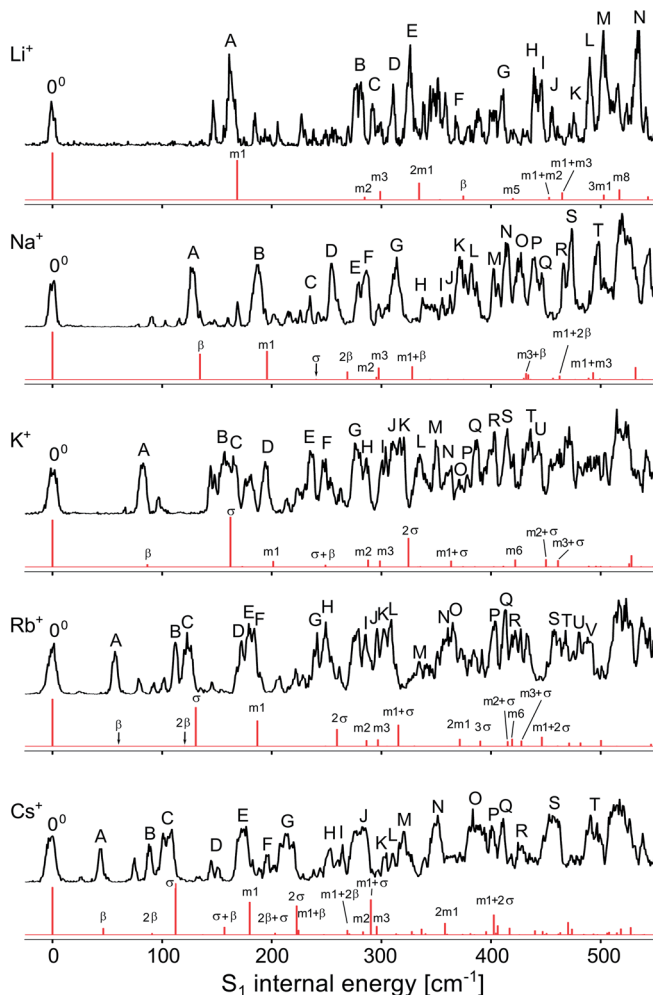 Li⁺
0⁰ A B C D E F G H I J K L M N
m1 m2 m3 2m1 β m5 m1+m2 m1+m3 3m1 m8
Na⁺
0⁰ A B C D E F G H I J K L M N O P Q R S T
β m1 σ 2β m2 m3 m1+β m3+β m1+2β m1+m3
K⁺
0⁰ A B C D E F G H I J K L M N O P Q R S T U
β σ m1 σ+β m2 m3 2σ m1+σ m6 m2+σ m3+σ
Rb⁺
0⁰ A B C D E F G H I J K L N O P Q R S T U V
β 2β σ m1 2σ m2 m3 m1+σ 2m1 3σ m2+σ m6 m3+σ m1+2σ
Cs⁺
0⁰ A B C D E F G H I J K L M N O P Q R S T
β 2β σ σ+β m1 2β+σ 2σ m1+β m1+2β m2 m1+σ m3 2m1 m1+2σ
0 100 200 300 400 500
S₁ internal energy [cm⁻¹]